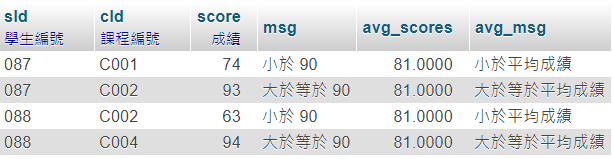 sId cId score msg avg_scores avg_msg
學生編號 課程編號 成績
087 C001 74 小於 90 81.0000 小於平均成績
087 C002 93 大於等於 90 81.0000 大於等於平均成績
088 C002 63 小於 90 81.0000 小於平均成績
088 C004 94 大於等於 90 81.0000 大於等於平均成績